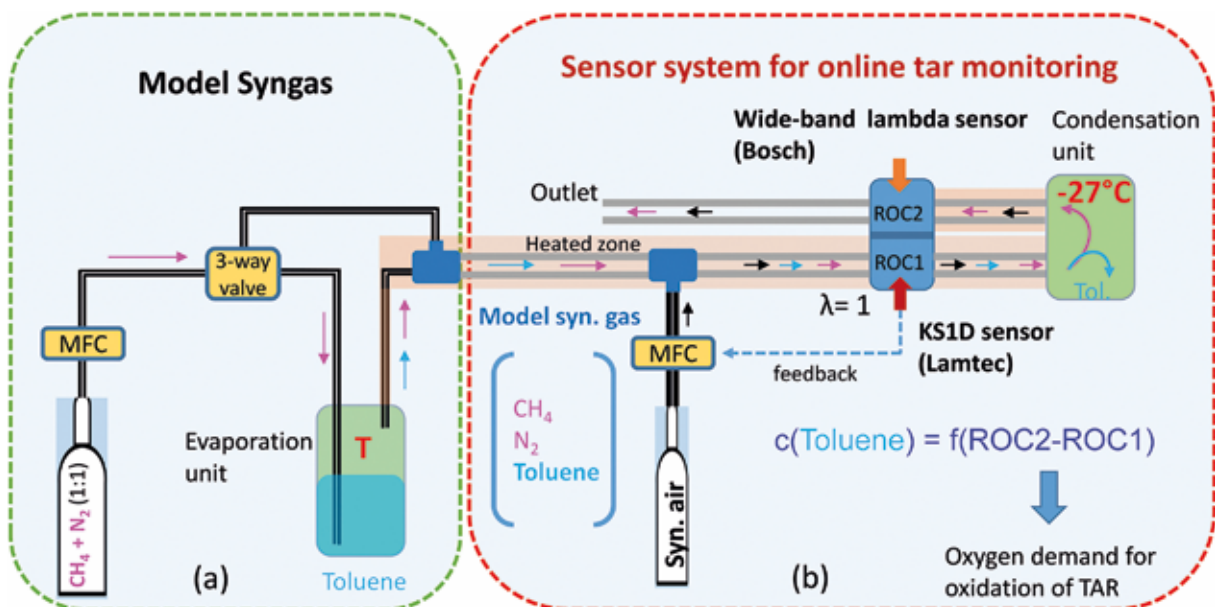 Model Syngas
3-way
valve
MFC
CH₄ + N₂ (1:1)
Evaporation
unit
T
Toluene
(a)
Sensor system for online tar monitoring
Wide-band lambda sensor
(Bosch)
Condensation
unit
-27°C
Outlet
ROC2
Heated zone
ROC1
Tol.
λ= 1
Model syn. gas
KS1D sensor
(Lamtec)
MFC
feedback
CH₄
N₂
Toluene
c(Toluene) = f(ROC2-ROC1)
Syn. air
(b)
Oxygen demand for
oxidation of TAR